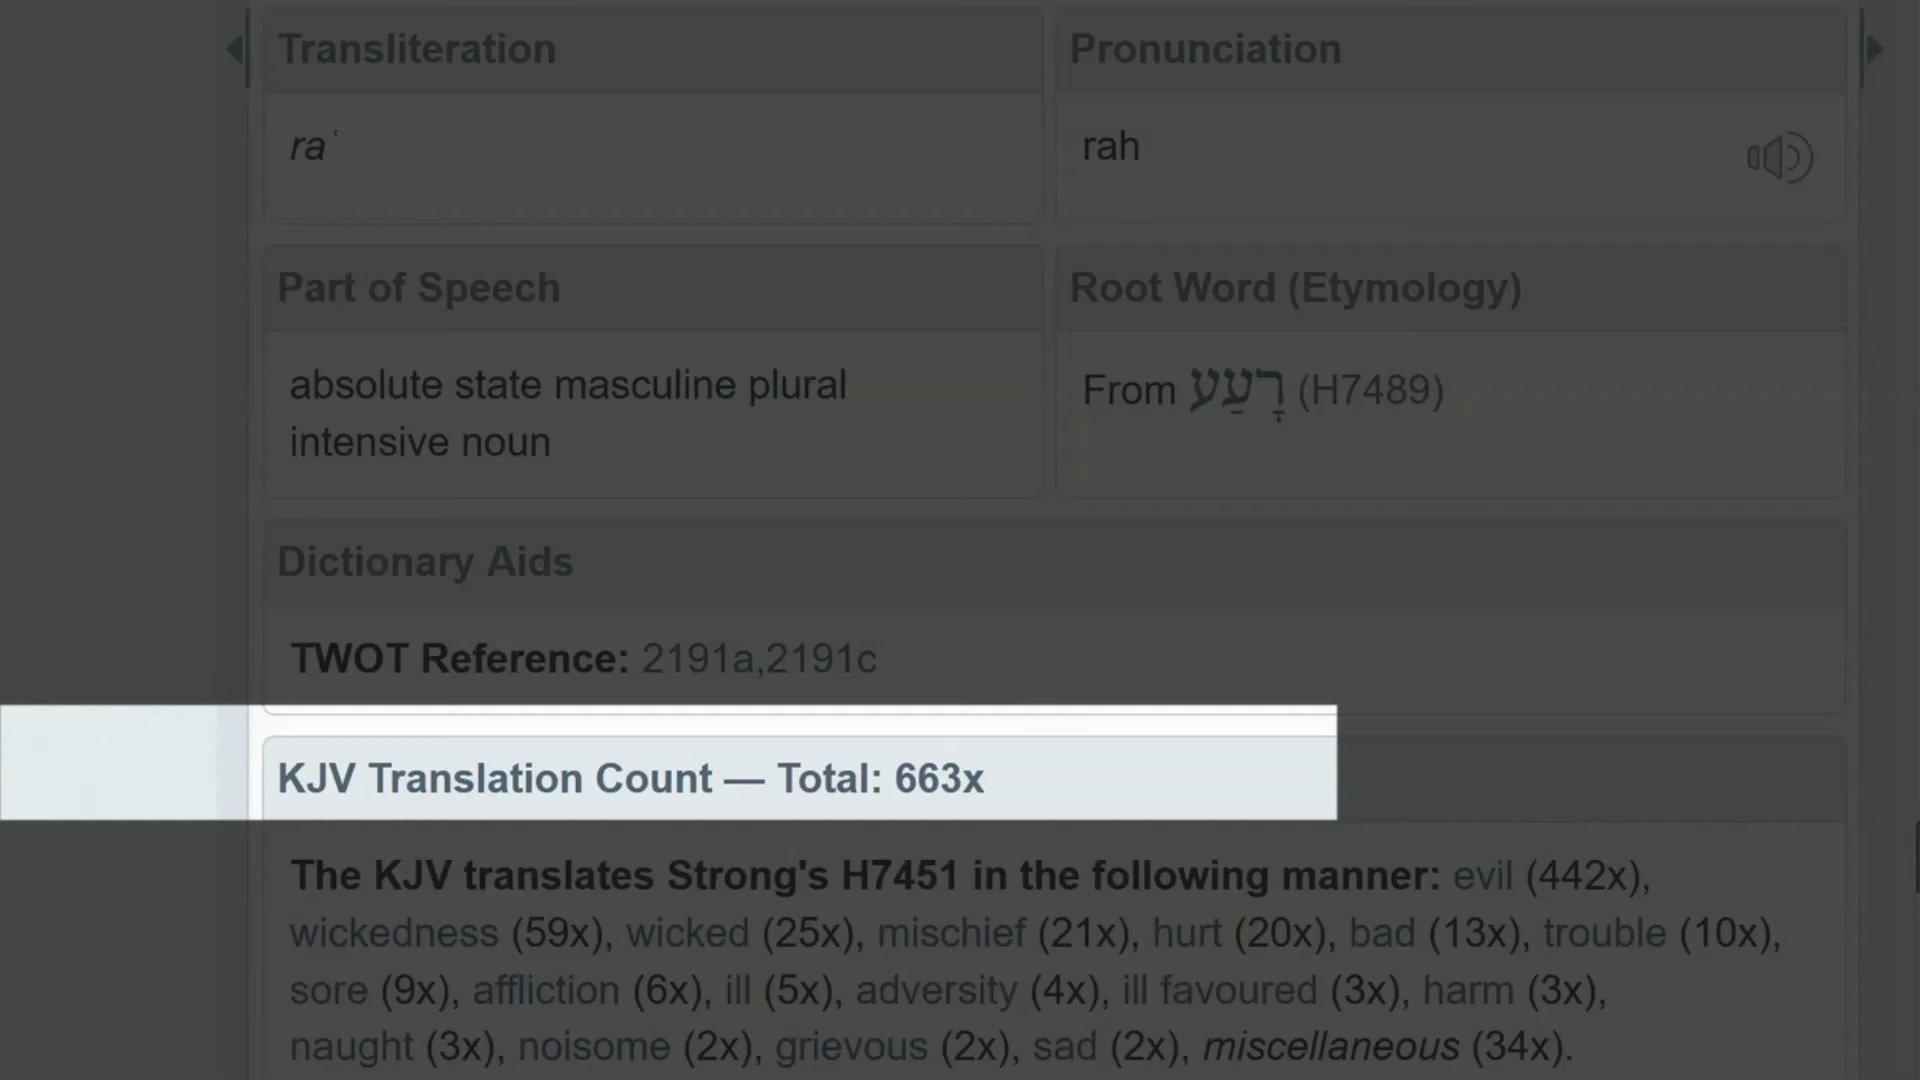 Transliteration
Pronunciation
raʿ
rah
Part of Speech
Root Word (Etymology)
absolute state masculine plural
intensive noun
From רָעַע (H7489)
Dictionary Aids
TWOT Reference: 2191a,2191c
KJV Translation Count — Total: 663x
The KJV translates Strong's H7451 in the following manner: evil (442x),
wickedness (59x), wicked (25x), mischief (21x), hurt (20x), bad (13x), trouble (10x),
sore (9x), affliction (6x), ill (5x), adversity (4x), ill favoured (3x), harm (3x),
naught (3x), noisome (2x), grievous (2x), sad (2x), miscellaneous (34x).